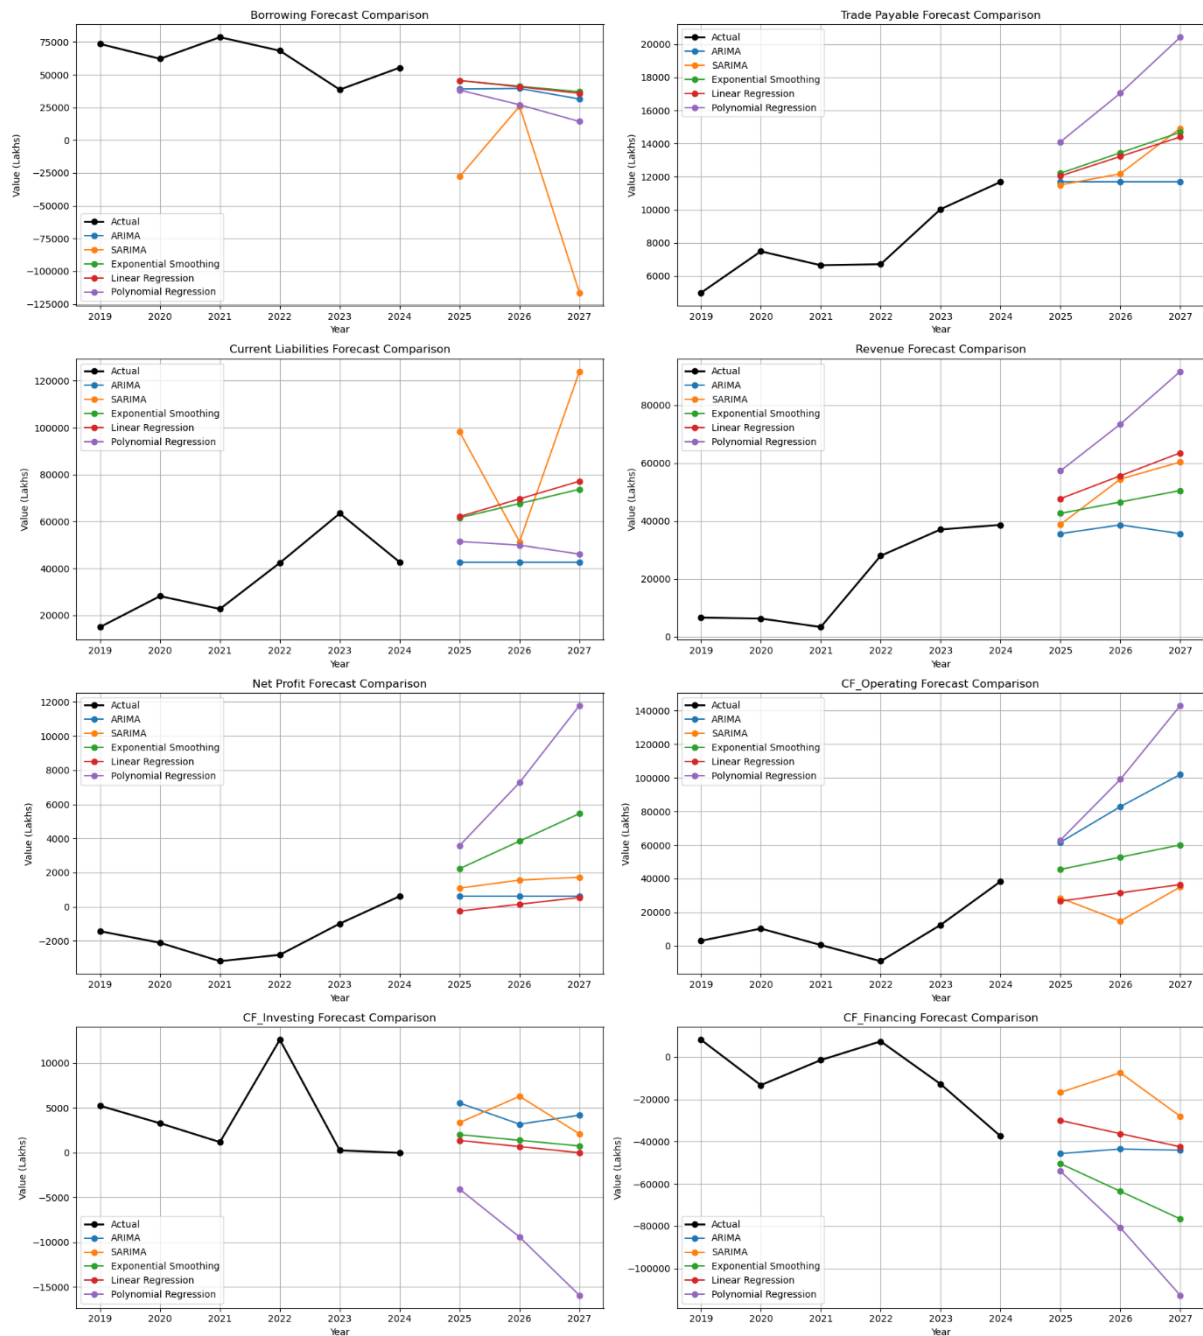 Borrowing Forecast Comparison
Value (Lakhs)
75000
50000
25000
0
−25000
−50000
−75000
−100000
−125000
Actual
ARIMA
SARIMA
Exponential Smoothing
Linear Regression
Polynomial Regression
2019 2020 2021 2022 2023 2024 2025 2026 2027
Year
Trade Payable Forecast Comparison
Value (Lakhs)
20000
18000
16000
14000
12000
10000
8000
6000
Actual
ARIMA
SARIMA
Exponential Smoothing
Linear Regression
Polynomial Regression
2019 2020 2021 2022 2023 2024 2025 2026 2027
Year
Current Liabilities Forecast Comparison
Value (Lakhs)
120000
100000
80000
60000
40000
20000
Actual
ARIMA
SARIMA
Exponential Smoothing
Linear Regression
Polynomial Regression
2019 2020 2021 2022 2023 2024 2025 2026 2027
Year
Revenue Forecast Comparison
Value (Lakhs)
80000
60000
40000
20000
0
Actual
ARIMA
SARIMA
Exponential Smoothing
Linear Regression
Polynomial Regression
2019 2020 2021 2022 2023 2024 2025 2026 2027
Year
Net Profit Forecast Comparison
Value (Lakhs)
12000
10000
8000
6000
4000
2000
0
−2000
Actual
ARIMA
SARIMA
Exponential Smoothing
Linear Regression
Polynomial Regression
2019 2020 2021 2022 2023 2024 2025 2026 2027
Year
CF_Operating Forecast Comparison
Value (Lakhs)
140000
120000
100000
80000
60000
40000
20000
0
Actual
ARIMA
SARIMA
Exponential Smoothing
Linear Regression
Polynomial Regression
2019 2020 2021 2022 2023 2024 2025 2026 2027
Year
CF_Investing Forecast Comparison
Value (Lakhs)
10000
5000
0
−5000
−10000
−15000
Actual
ARIMA
SARIMA
Exponential Smoothing
Linear Regression
Polynomial Regression
2019 2020 2021 2022 2023 2024 2025 2026 2027
Year
CF_Financing Forecast Comparison
Value (Lakhs)
0
−20000
−40000
−60000
−80000
−100000
Actual
ARIMA
SARIMA
Exponential Smoothing
Linear Regression
Polynomial Regression
2019 2020 2021 2022 2023 2024 2025 2026 2027
Year